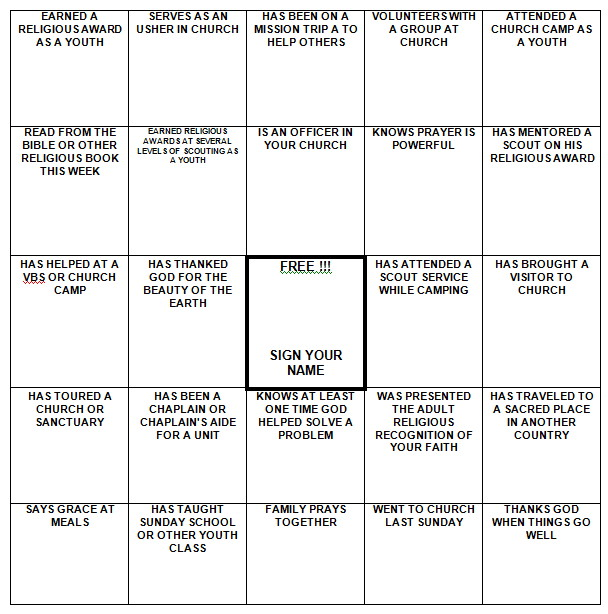 EARNED A
RELIGIOUS AWARD
AS A YOUTH
SERVES AS AN
USHER IN CHURCH
HAS BEEN ON A
MISSION TRIP A TO
HELP OTHERS
VOLUNTEERS WITH
A GROUP AT
CHURCH
ATTENDED A
CHURCH CAMP AS
A YOUTH
READ FROM THE
BIBLE OR OTHER
RELIGIOUS BOOK
THIS WEEK
EARNED RELIGIOUS
AWARDS AT SEVERAL
LEVELS OF SCOUTING AS
A YOUTH
IS AN OFFICER IN
YOUR CHURCH
KNOWS PRAYER IS
POWERFUL
HAS MENTORED A
SCOUT ON HIS
RELIGIOUS AWARD
HAS HELPED AT A
VBS OR CHURCH
CAMP
HAS THANKED
GOD FOR THE
BEAUTY OF THE
EARTH
FREE !!!
SIGN YOUR
NAME
HAS ATTENDED A
SCOUT SERVICE
WHILE CAMPING
HAS BROUGHT A
VISITOR TO
CHURCH
HAS TOURED A
CHURCH OR
SANCTUARY
HAS BEEN A
CHAPLAIN OR
CHAPLAIN'S AIDE
FOR A UNIT
KNOWS AT LEAST
ONE TIME GOD
HELPED SOLVE A
PROBLEM
WAS PRESENTED
THE ADULT
RELIGIOUS
RECOGNITION OF
YOUR FAITH
HAS TRAVELED TO
A SACRED PLACE
IN ANOTHER
COUNTRY
SAYS GRACE AT
MEALS
HAS TAUGHT
SUNDAY SCHOOL
OR OTHER YOUTH
CLASS
FAMILY PRAYS
TOGETHER
WENT TO CHURCH
LAST SUNDAY
THANKS GOD
WHEN THINGS GO
WELL